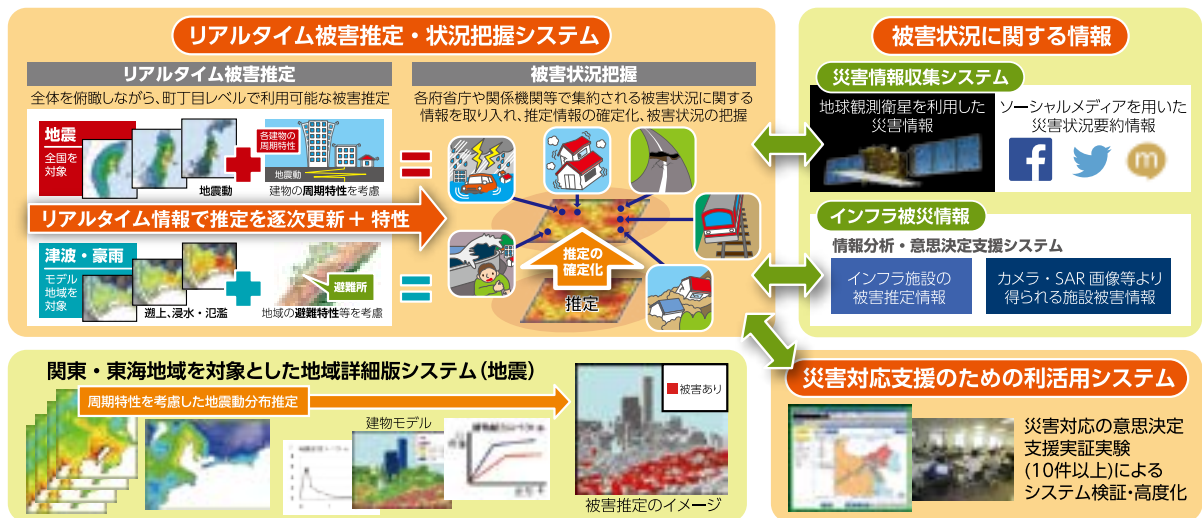 リアルタイム被害推定・状況把握システム
リアルタイム被害推定
全体を俯瞰しながら、町丁目レベルで利用可能な被害推定
地震
全国を
対象
地震動
各建物の
周期特性
地震動
建物の周期特性を考慮
リアルタイム情報で推定を逐次更新+特性
津波・豪雨
モデル
地域を
対象
遡上、浸水・氾濫
避難所
地域の避難特性等を考慮
被害状況把握
各府省庁や関係機関等で集約される被害状況に関する
情報を取り入れ、推定情報の確定化、被害状況の把握
推定の
確定化
推定
被害状況に関する情報
災害情報収集システム
地球観測衛星を利用した
災害情報
ソーシャルメディアを用いた
災害状況要約情報
f
m
インフラ被災情報
情報分析・意思決定支援システム
インフラ施設の
被害推定情報
カメラ・SAR 画像等より
得られる施設被害情報
関東・東海地域を対象とした地域詳細版システム(地震)
周期特性を考慮した地震動分布推定
建物モデル
被害あり
被害推定のイメージ
災害対応支援のための利活用システム
災害対応の意思決定
支援実証実験
(10件以上)による
システム検証・高度化